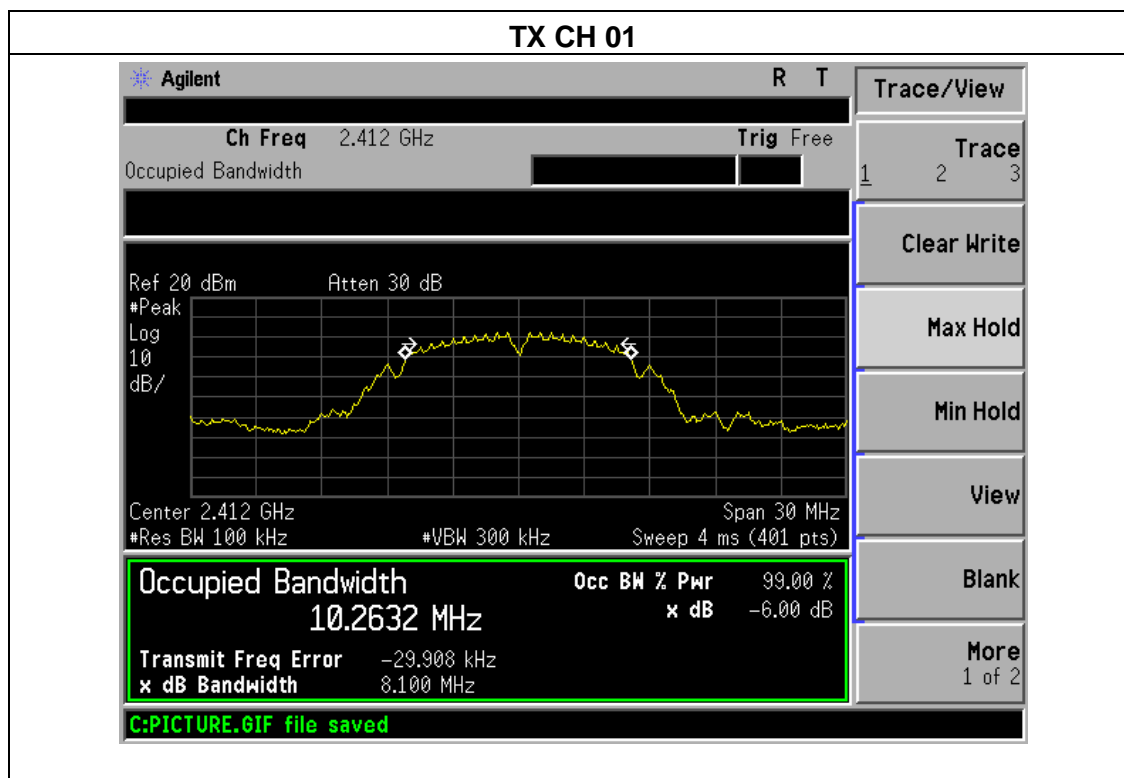 TX CH 01
Agilent R T
Trace/View
Ch Freq 2.412 GHz Trig Free
Occupied Bandwidth
Trace
1 2 3
Clear Write
Ref 20 dBm Atten 30 dB
#Peak
Log
10
dB/
Max Hold
Min Hold
View
Center 2.412 GHz Span 30 MHz
#Res BW 100 kHz #VBW 300 kHz Sweep 4 ms (401 pts)
Occupied Bandwidth Occ BW % Pwr 99.00 %
10.2632 MHz x dB -6.00 dB
Blank
Transmit Freq Error -29.908 kHz
x dB Bandwidth 8.100 MHz
More
1 of 2
C:PICTURE.GIF file saved